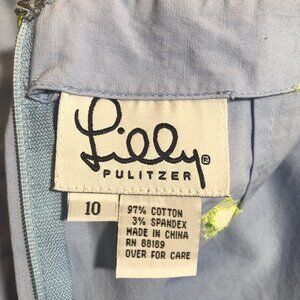 Lilly®
PULITZER
10
97% COTTON
3% SPANDEX
MADE IN CHINA
RN 88189
OVER FOR CARE